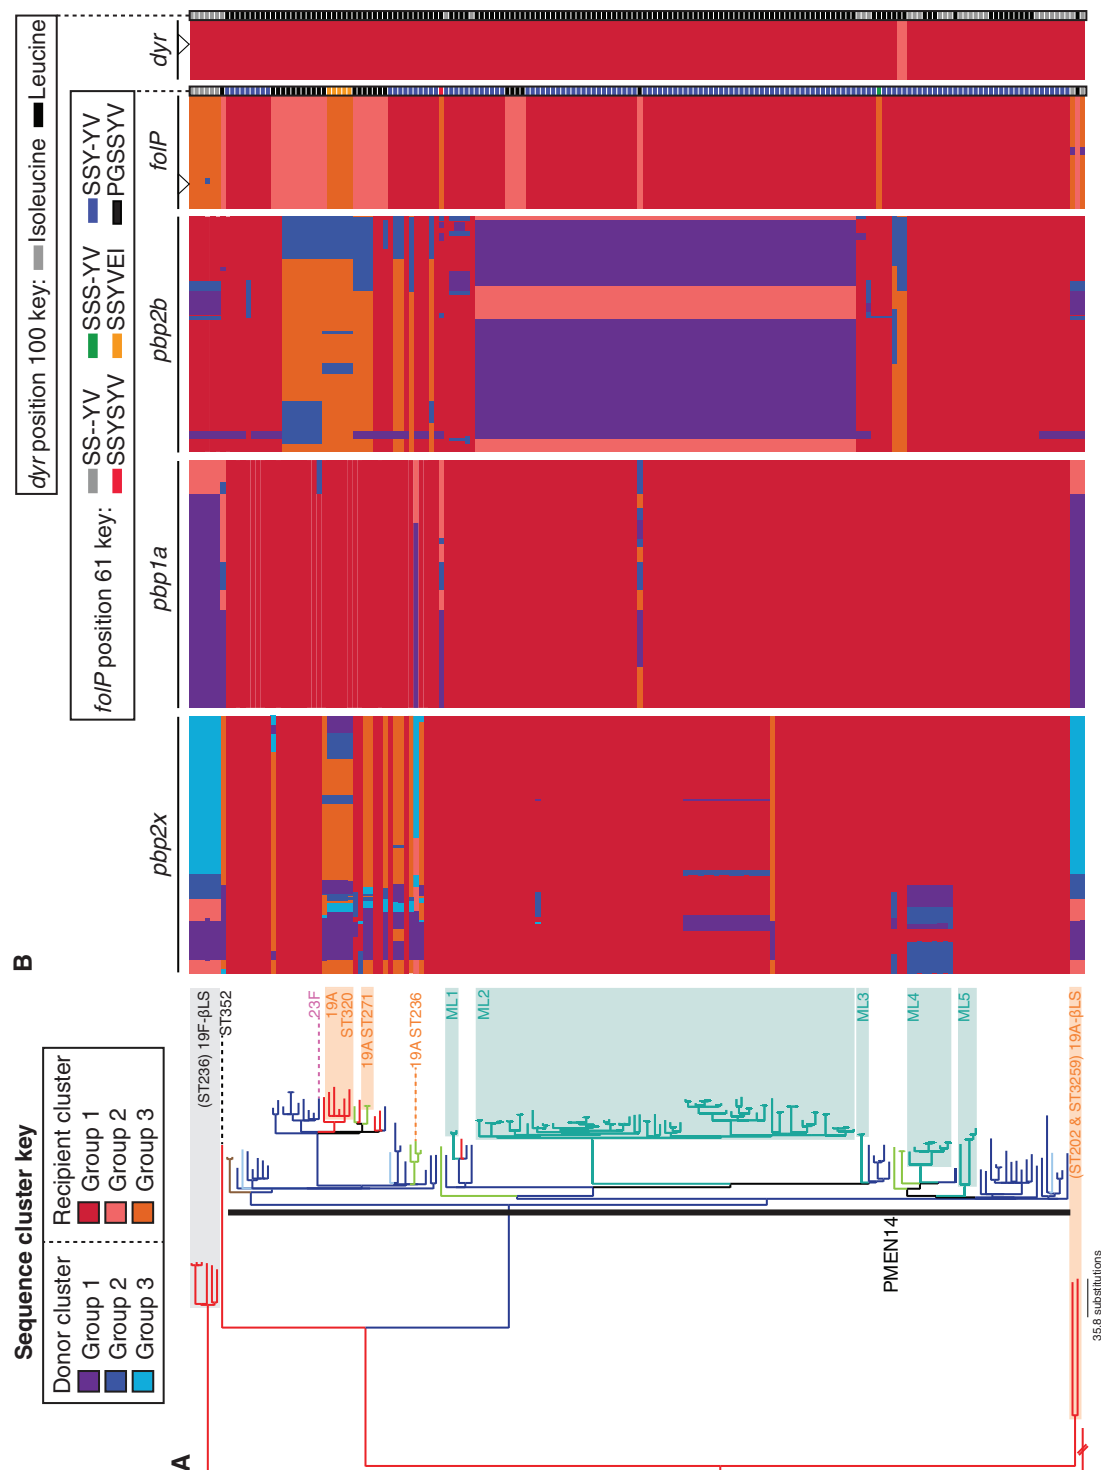 A
Sequence cluster key
Donor cluster
Group 1
Group 2
Group 3
Recipient cluster
Group 1
Group 2
Group 3
(ST236) 19F-βLS
ST352
23F
19A
ST320
19A ST271
19A ST236
ML1
ML2
ML3
ML4
ML5
(ST202 & ST3259) 19A-βLS
PMEN14
35.8 substitutions
B
dyr position 100 key: Isoleucine Leucine
folP position 61 key: SS--YV SSS-YV SSY-YV
SSYSYV SSYVEI PGSSYV
pbp2x
pbp1a
pbp2b
folP
dyr